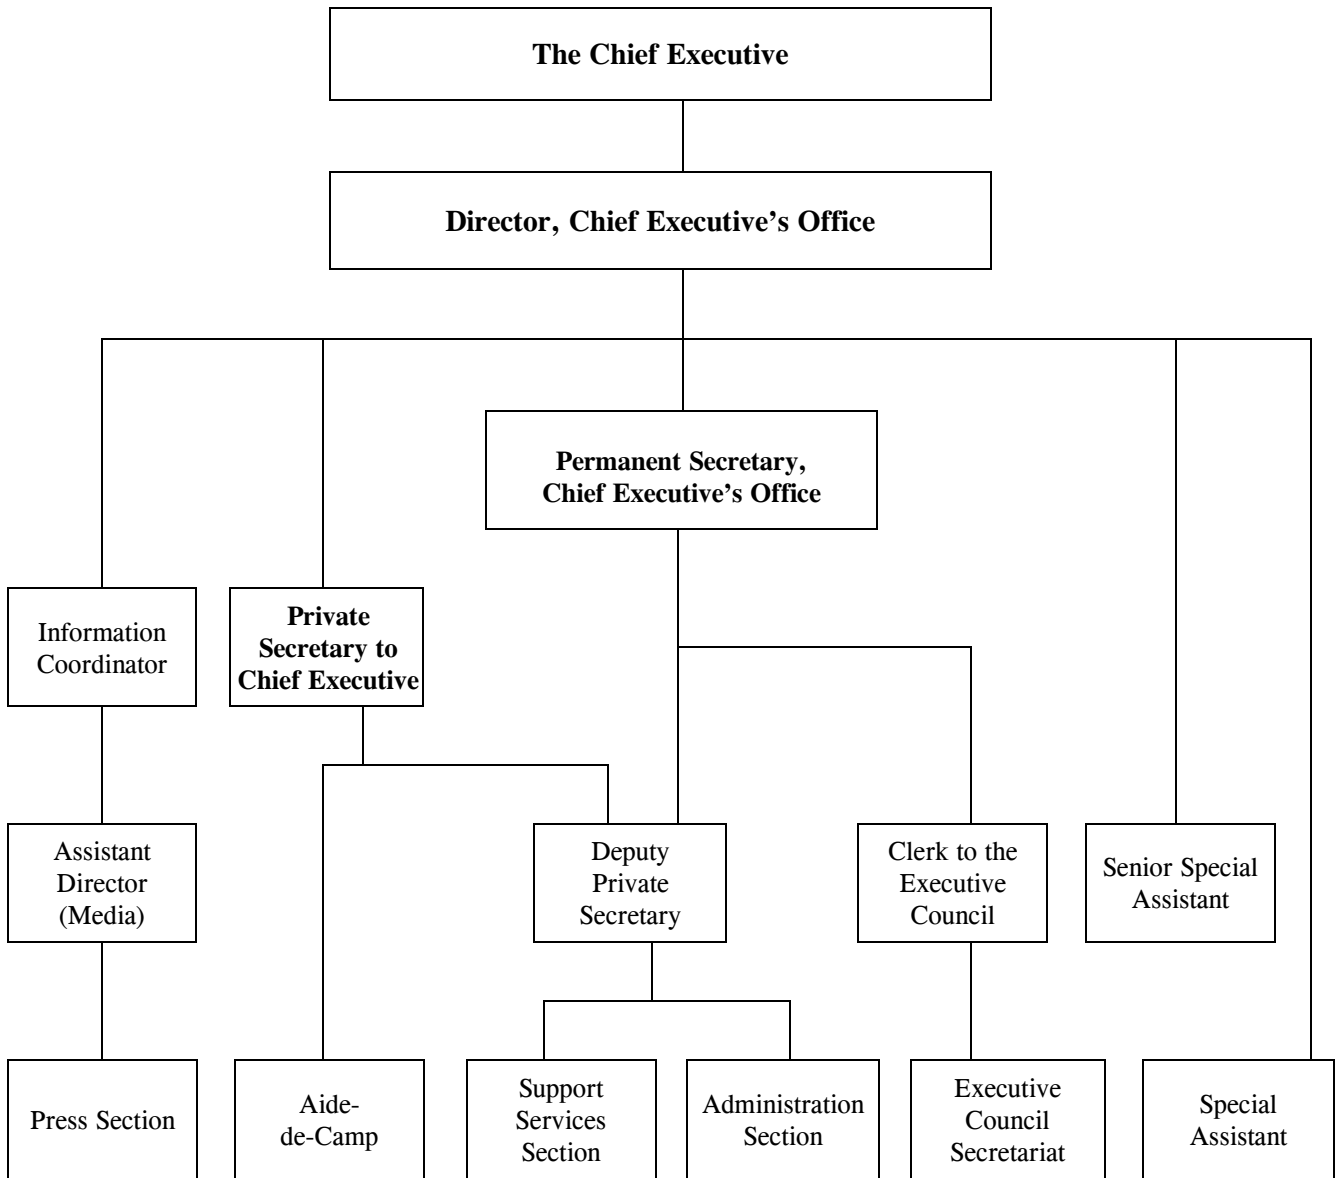 The Chief Executive
Director, Chief Executive’s Office
Permanent Secretary,
Chief Executive’s Office
Information
Coordinator
Private
Secretary to
Chief Executive
Assistant
Director
(Media)
Deputy
Private
Secretary
Clerk to the
Executive
Council
Senior Special
Assistant
Press Section
Aide-
de-Camp
Support
Services
Section
Administration
Section
Executive
Council
Secretariat
Special
Assistant